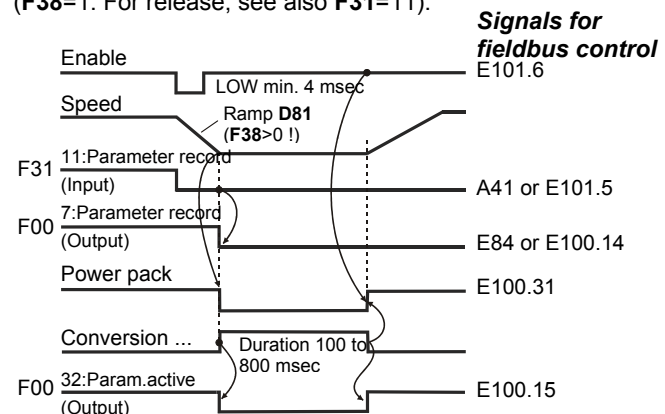 (F38=1. For release, see also F31=11).
Signals for
fieldbus control
Enable
E101.6
LOW min. 4 msec
Speed
Ramp D81
(F38>0 !)
11:Parameter record
F31
(Input)
A41 or E101.5
7:Parameter record
F00
(Output)
E84 or E100.14
Power pack
E100.31
Conversion ...
Duration 100 to
800 msec
32:Param.active
F00
E100.15
(Output)